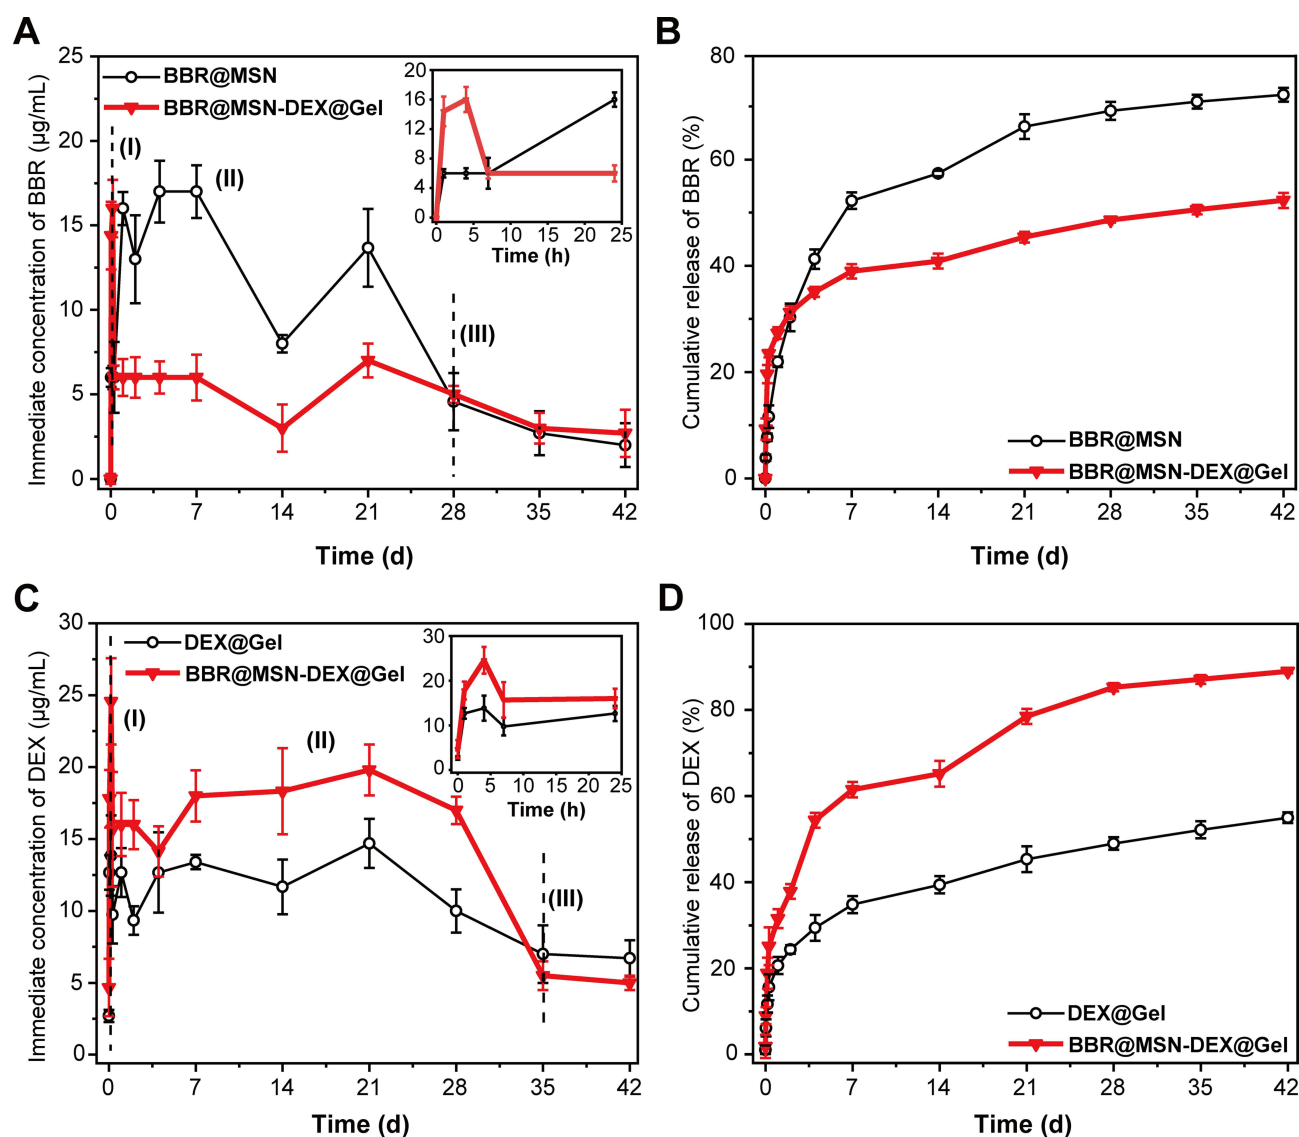 A
Immediate concentration of BBR (µg/mL)
25
20
15
10
5
0
BBR@MSN
BBR@MSN-DEX@Gel
(I)
(II)
(III)
20
16
12
8
4
0
0 5 10 15 20 25
Time (h)
0 7 14 21 28 35 42
Time (d)
B
Cumulative release of BBR (%)
80
60
40
20
0
BBR@MSN
BBR@MSN-DEX@Gel
0 7 14 21 28 35 42
Time (d)
C
Immediate concentration of DEX (µg/mL)
30
25
20
15
10
5
0
DEX@Gel
BBR@MSN-DEX@Gel
(I)
(II)
(III)
30
20
10
0
0 5 10 15 20 25
Time (h)
0 7 14 21 28 35 42
Time (d)
D
Cumulative release of DEX (%)
100
80
60
40
20
0
DEX@Gel
BBR@MSN-DEX@Gel
0 7 14 21 28 35 42
Time (d)